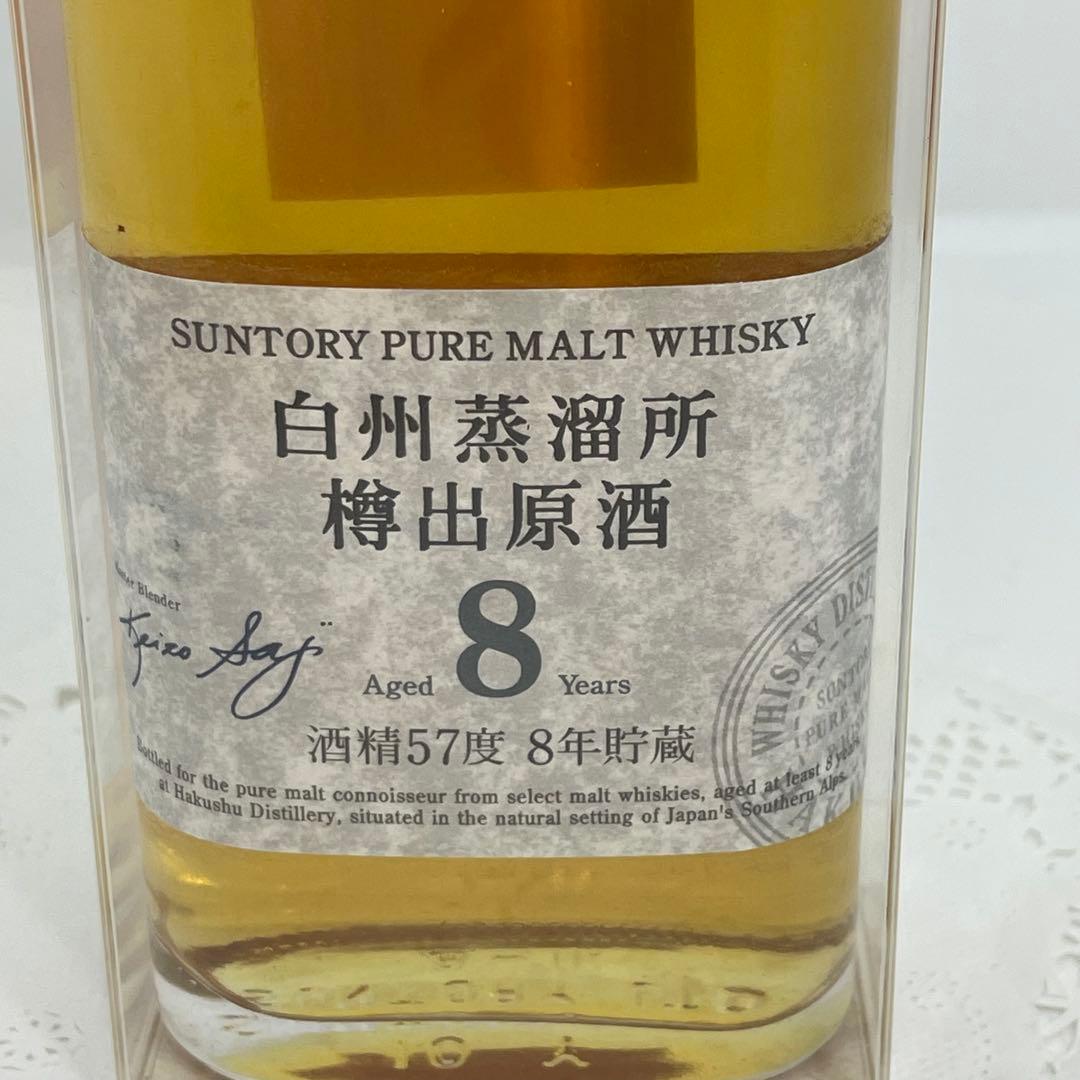 SUNTORY PURE MALT WHISKY
白州蒸溜所
樽出原酒
Blender
Keizo Saji
8
Aged Years
酒精57度 8年貯蔵
Bottled for the pure malt connoisseur from select malt whiskies, aged at least 8 years
at Hakushu Distillery, situated in the natural setting of Japan's Southern Alps.
WHISKY
PURE